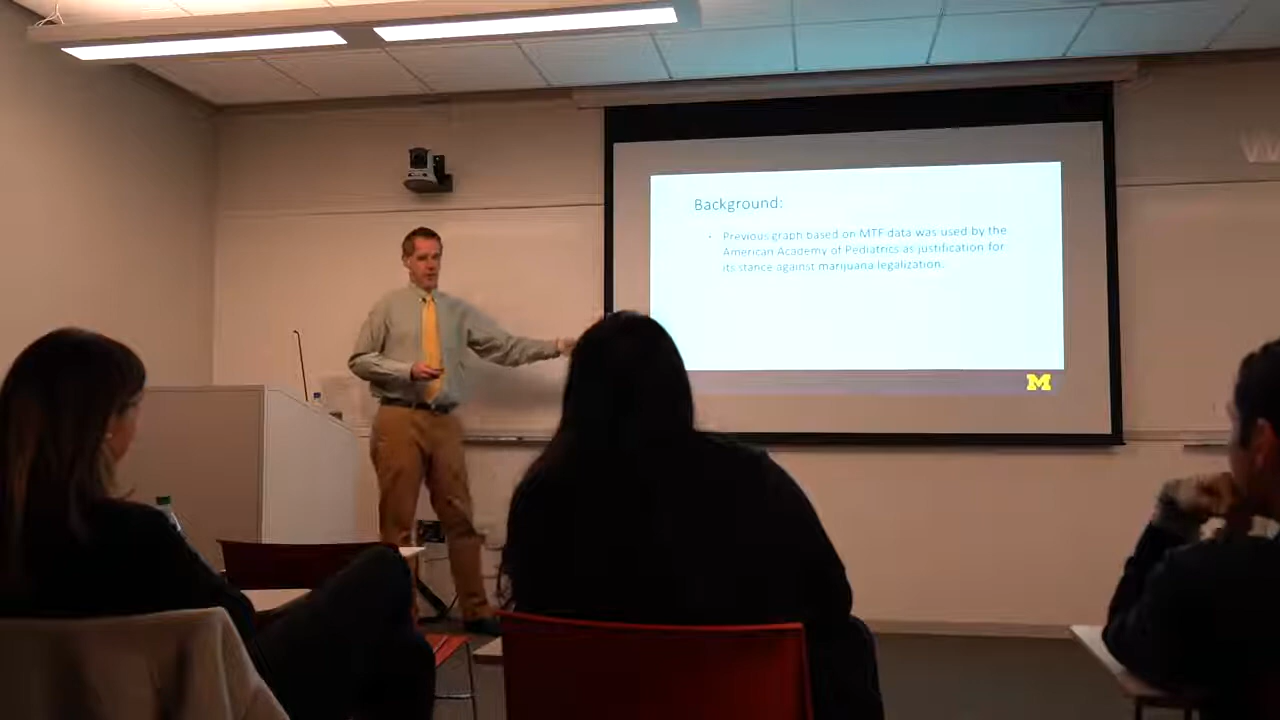 Background:
Previous graph based on MTF data was used by the
American Academy of Pediatrics as justification for
its stance against marijuana legalization.
M
W